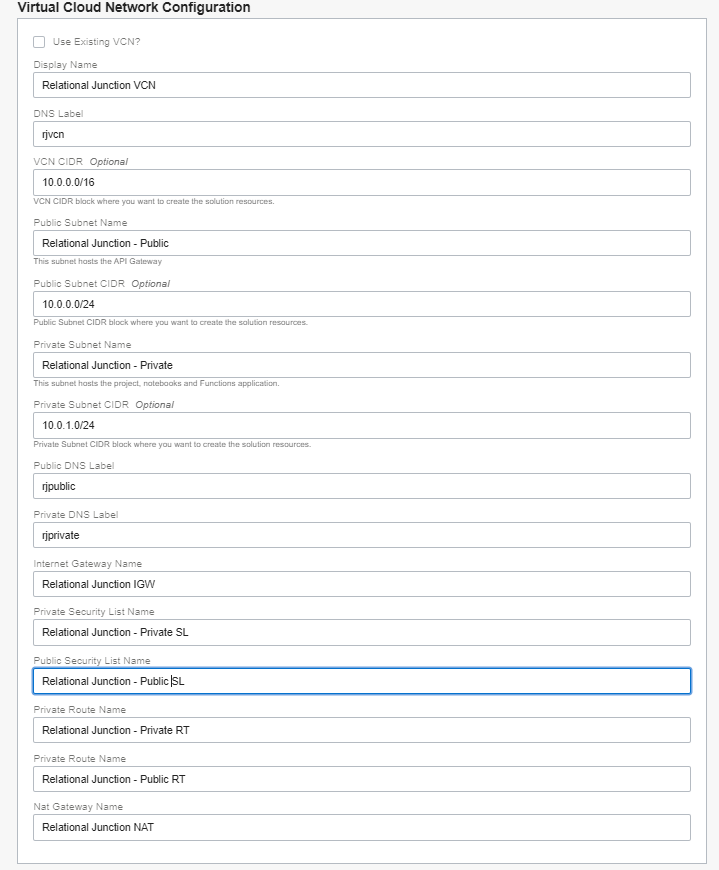 Virtual Cloud Network Configuration
Use Existing VCN?
Display Name
Relational Junction VCN
DNS Label
rjvcn
VCN CIDR Optional
10.0.0.0/16
VCN CIDR block where you want to create the solution resources.
Public Subnet Name
Relational Junction - Public
This subnet hosts the API Gateway
Public Subnet CIDR Optional
10.0.0.0/24
Public Subnet CIDR block where you want to create the solution resources.
Private Subnet Name
Relational Junction - Private
This subnet hosts the project, notebooks and Functions application.
Private Subnet CIDR Optional
10.0.1.0/24
Private Subnet CIDR block where you want to create the solution resources.
Public DNS Label
rjpublic
Private DNS Label
rjprivate
Internet Gateway Name
Relational Junction IGW
Private Security List Name
Relational Junction - Private SL
Public Security List Name
Relational Junction - Public SL
Private Route Name
Relational Junction - Private RT
Private Route Name
Relational Junction - Public RT
Nat Gateway Name
Relational Junction NAT